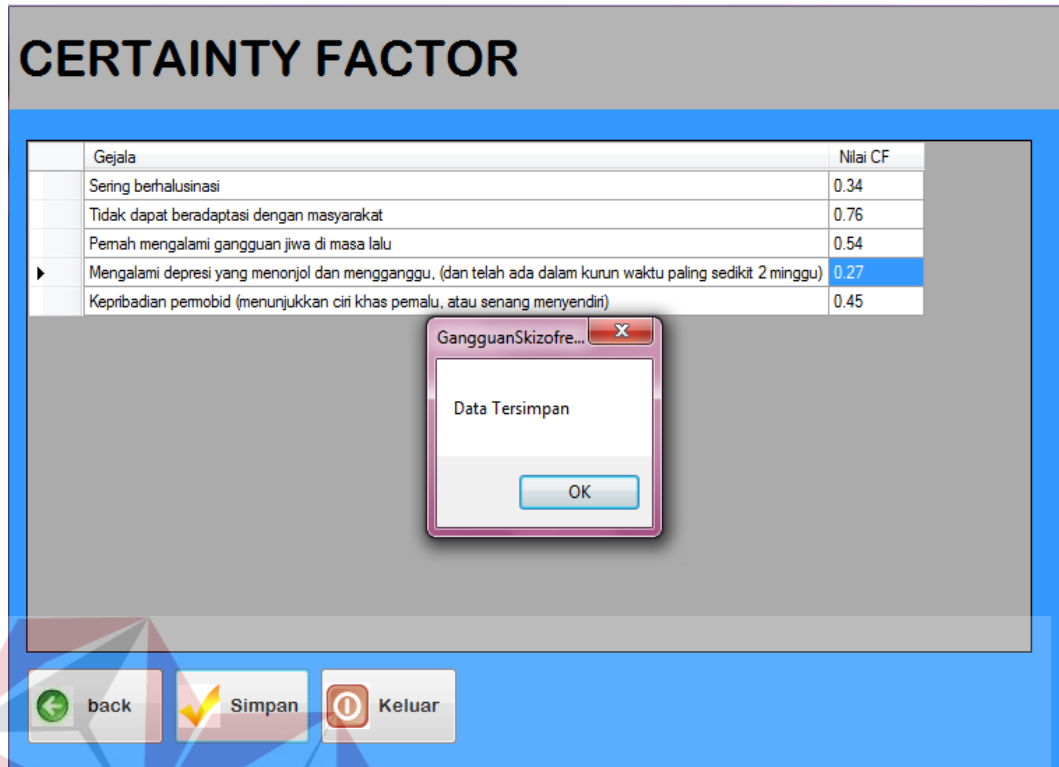 CERTAINTY FACTOR
Gejala Nilai CF
Sering berhalusinasi 0.34
Tidak dapat beradaptasi dengan masyarakat 0.76
Pernah mengalami gangguan jiwa di masa lalu 0.54
Mengalami depresi yang menonjol dan mengganggu, (dan telah ada dalam kurun waktu paling sedikit 2 minggu) 0.27
Kepribadian permobid (menunjukkan ciri khas pemalu, atau senang menyendiri) 0.45
GangguanSkizofre...
Data Tersimpan
OK
back Simpan Keluar